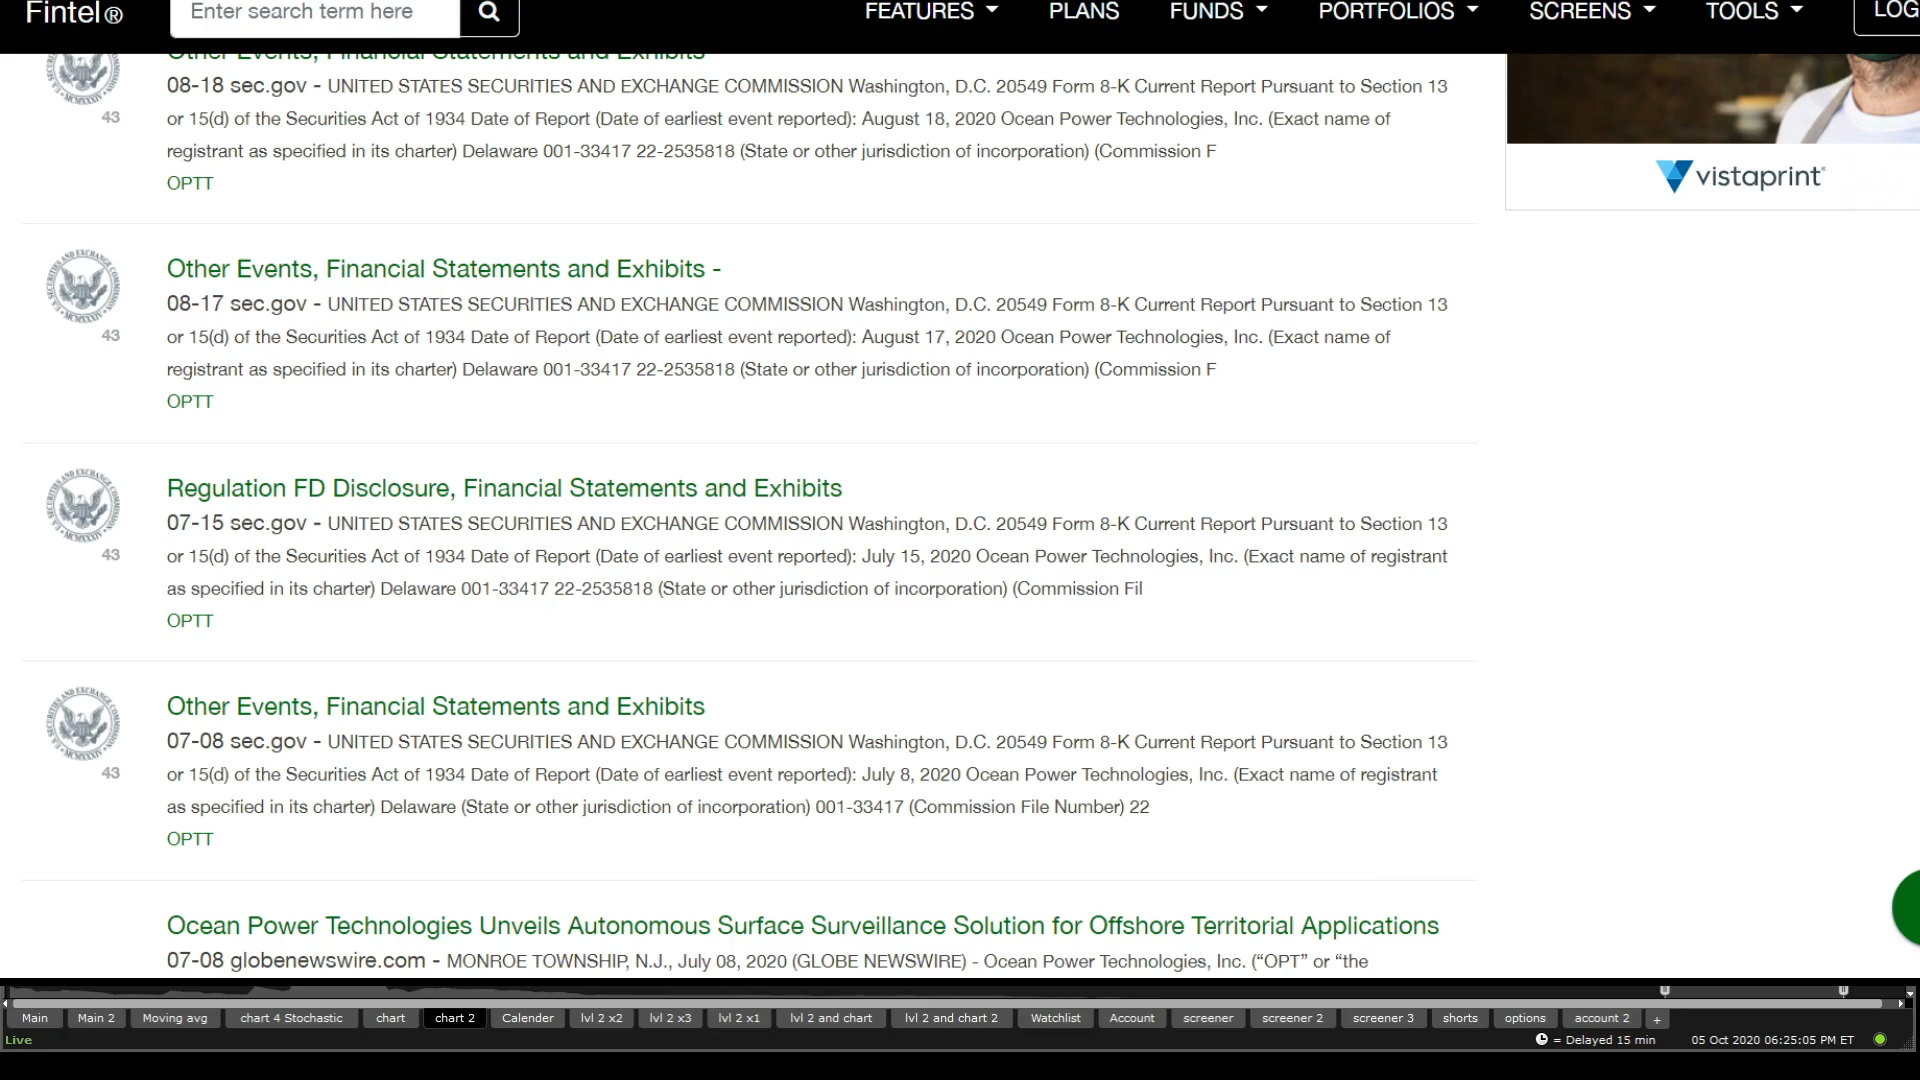 Fintel®
Enter search term here
FEATURES
PLANS
FUNDS
PORTFOLIOS
SCREENS
TOOLS
LOG
Other Events, Financial Statements and Exhibits
08-18 sec.gov - UNITED STATES SECURITIES AND EXCHANGE COMMISSION Washington, D.C. 20549 Form 8-K Current Report Pursuant to Section 13
or 15(d) of the Securities Act of 1934 Date of Report (Date of earliest event reported): August 18, 2020 Ocean Power Technologies, Inc. (Exact name of
registrant as specified in its charter) Delaware 001-33417 22-2535818 (State or other jurisdiction of incorporation) (Commission F
OPTT
43
vistaprint
Other Events, Financial Statements and Exhibits -
08-17 sec.gov - UNITED STATES SECURITIES AND EXCHANGE COMMISSION Washington, D.C. 20549 Form 8-K Current Report Pursuant to Section 13
or 15(d) of the Securities Act of 1934 Date of Report (Date of earliest event reported): August 17, 2020 Ocean Power Technologies, Inc. (Exact name of
registrant as specified in its charter) Delaware 001-33417 22-2535818 (State or other jurisdiction of incorporation) (Commission F
OPTT
43
Regulation FD Disclosure, Financial Statements and Exhibits
07-15 sec.gov - UNITED STATES SECURITIES AND EXCHANGE COMMISSION Washington, D.C. 20549 Form 8-K Current Report Pursuant to Section 13
or 15(d) of the Securities Act of 1934 Date of Report (Date of earliest event reported): July 15, 2020 Ocean Power Technologies, Inc. (Exact name of registrant
as specified in its charter) Delaware 001-33417 22-2535818 (State or other jurisdiction of incorporation) (Commission Fil
OPTT
43
Other Events, Financial Statements and Exhibits
07-08 sec.gov - UNITED STATES SECURITIES AND EXCHANGE COMMISSION Washington, D.C. 20549 Form 8-K Current Report Pursuant to Section 13
or 15(d) of the Securities Act of 1934 Date of Report (Date of earliest event reported): July 8, 2020 Ocean Power Technologies, Inc. (Exact name of registrant
as specified in its charter) Delaware (State or other jurisdiction of incorporation) 001-33417 (Commission File Number) 22
OPTT
43
Ocean Power Technologies Unveils Autonomous Surface Surveillance Solution for Offshore Territorial Applications
07-08 globenewswire.com - MONROE TOWNSHIP, N.J., July 08, 2020 (GLOBE NEWSWIRE) - Ocean Power Technologies, Inc. (“OPT” or “the
Main
Main 2
Moving avg
chart 4 Stochastic
chart
chart 2
Calender
lvl 2 x2
lvl 2 x3
lvl 2 x1
lvl 2 and chart
lvl 2 and chart 2
Watchlist
Account
screener
screener 2
screener 3
shorts
options
account 2
+
Live
= Delayed 15 min
05 Oct 2020 06:25:05 PM ET